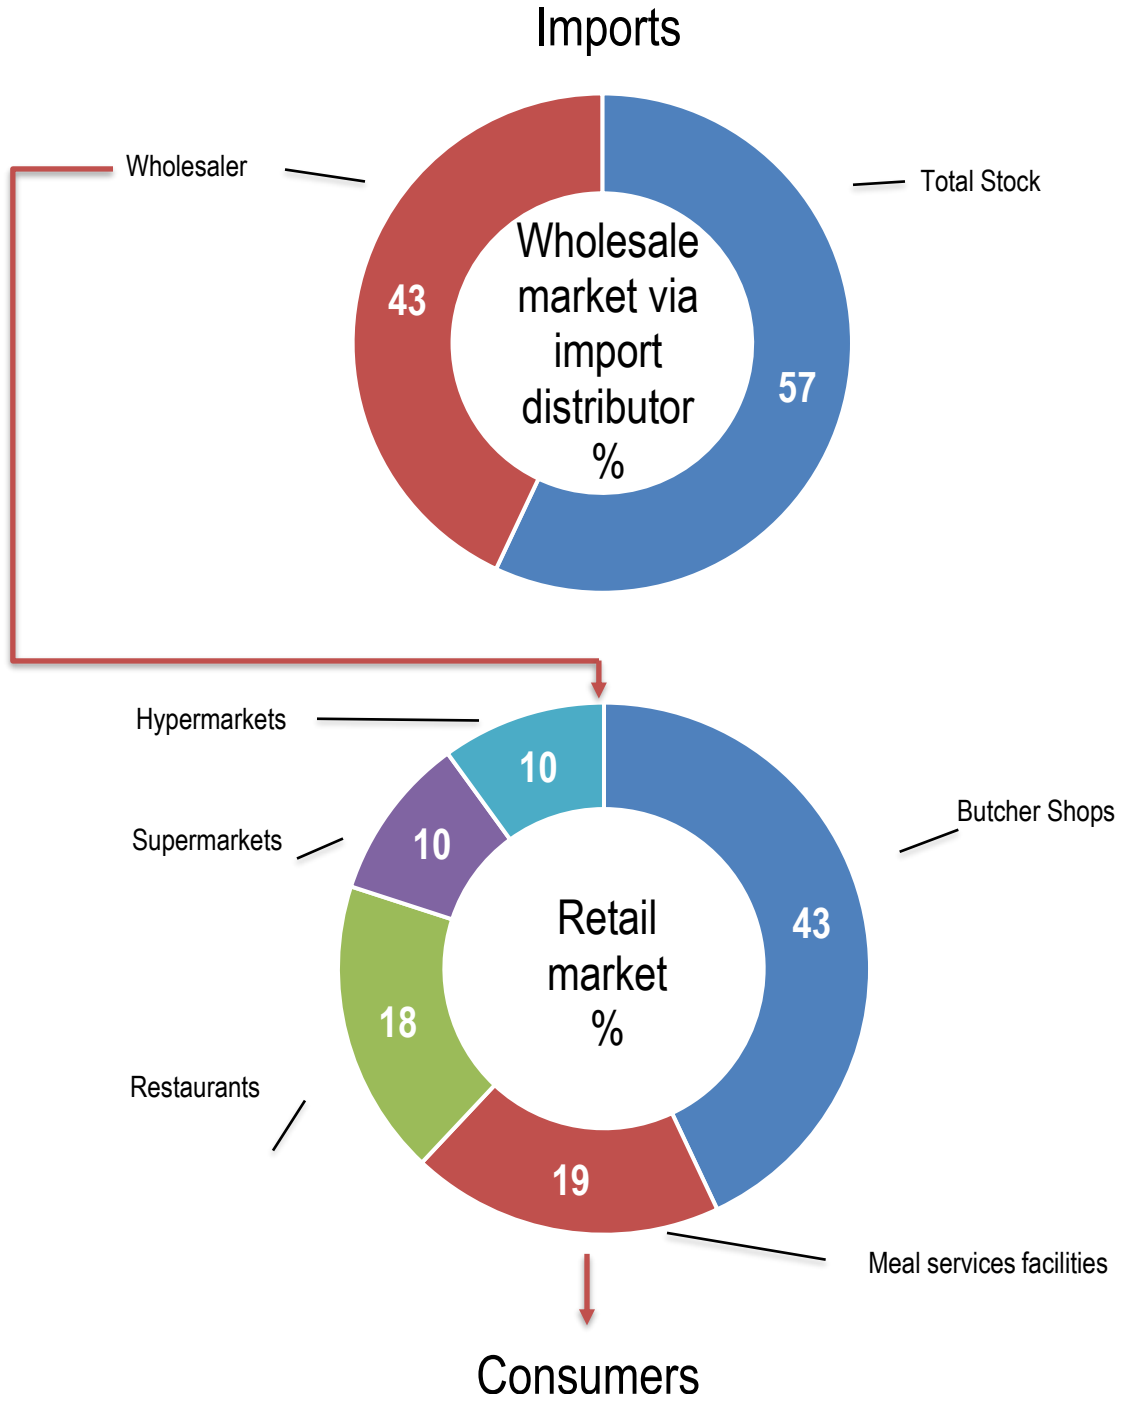 Imports
Wholesaler
Total Stock
Wholesale
market via
import
distributor
%
43
57
Hypermarkets
10
Butcher Shops
Supermarkets
10
43
Retail
market
%
18
Restaurants
19
Meal services facilities
Consumers